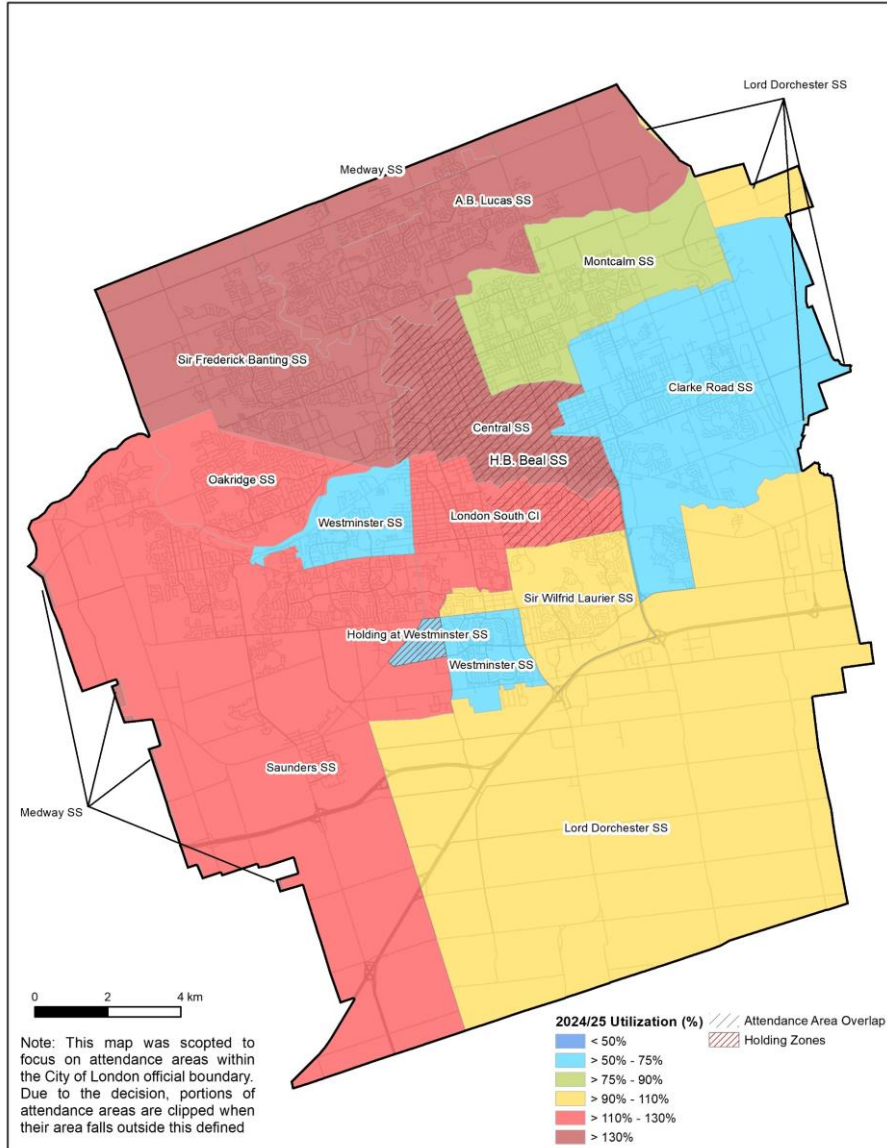 Lord Dorchester SS
Medway SS
A.B. Lucas SS
Montcalm SS
Sir Frederick Banting SS
Clarke Road SS
Central SS
H.B. Beal SS
Oakridge SS
Westminster SS
London South CI
Sir Wilfrid Laurier SS
Holding at Westminster SS
Westminster SS
Saunders SS
Medway SS
Lord Dorchester SS
0 2 4 km
Note: This map was scopted to
focus on attendance areas within
the City of London official boundary.
Due to the decision, portions of
attendance areas are clipped when
their area falls outside this defined
2024/25 Utilization (%)
< 50%
> 50% - 75%
> 75% - 90%
> 90% - 110%
> 110% - 130%
> 130%
Attendance Area Overlap
Holding Zones